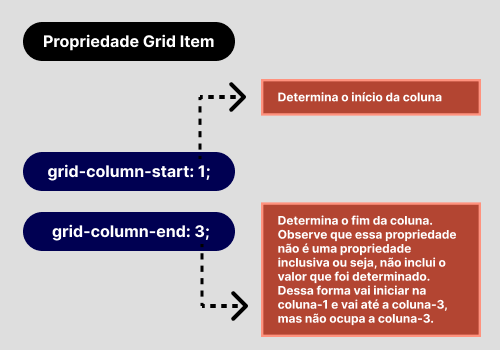 Propriedade Grid Item
Determina o início da coluna
grid-column-start: 1;
grid-column-end: 3;
Determina o fim da coluna.
Observe que essa propriedade
não é uma propriedade
inclusiva ou seja, não inclui o
valor que foi determinado.
Dessa forma vai iniciar na
coluna-1 e vai até a coluna-3,
mas não ocupa a coluna-3.